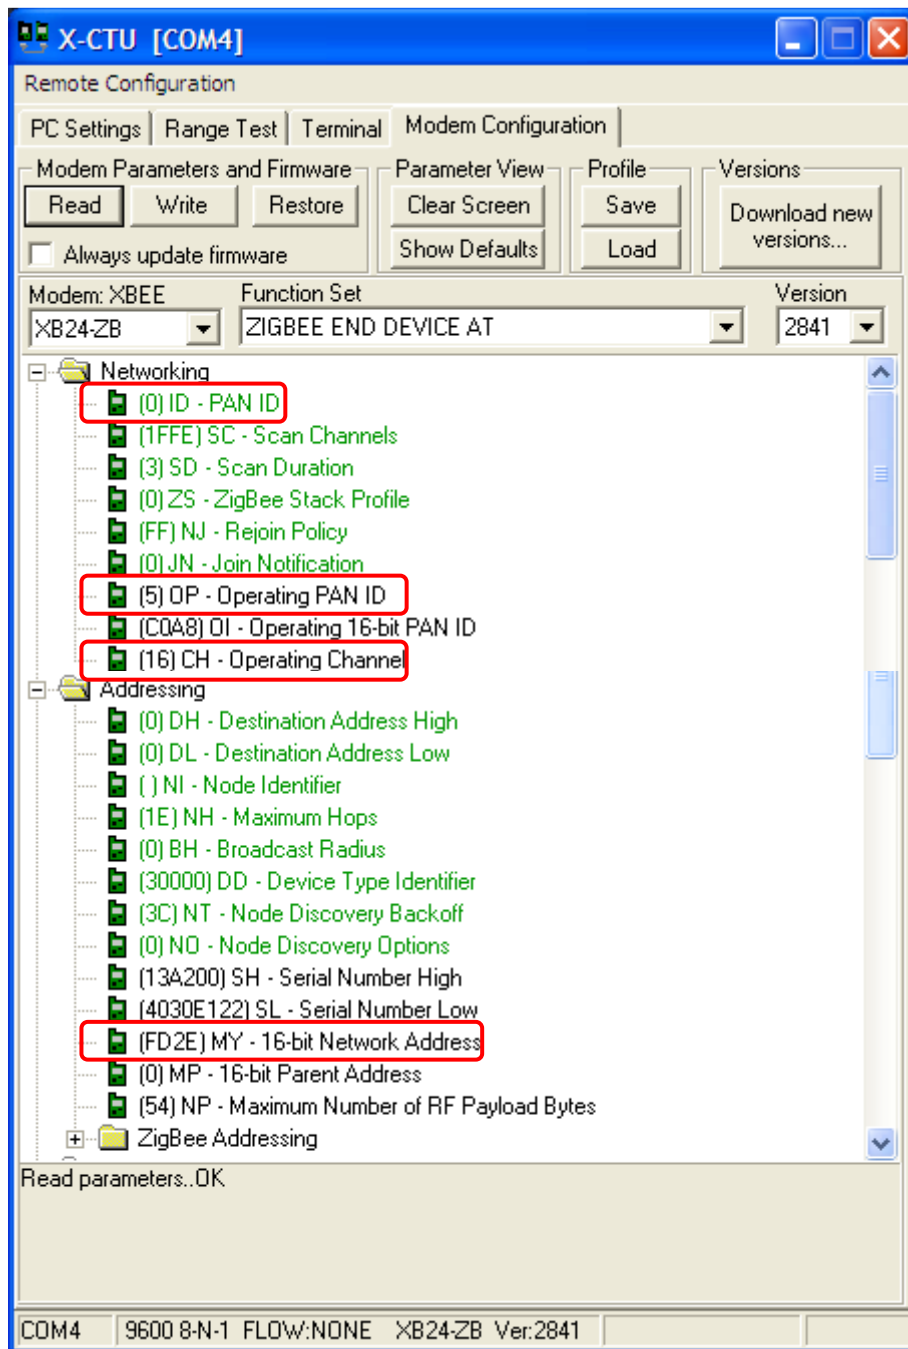 X-CTU [COM4]
Remote Configuration
PC Settings Range Test Terminal Modem Configuration
Modem Parameters and Firmware Parameter View Profile Versions
Read Write Restore Clear Screen Save Download new versions...
Always update firmware Show Defaults Load
Modem: XBEE Function Set Version
XB24-ZB ZIGBEE END DEVICE AT 2841
Networking
(0) ID - PAN ID
(1FFE) SC - Scan Channels
(3) SD - Scan Duration
(0) ZS - ZigBee Stack Profile
(FF) NJ - Rejoin Policy
(0) JN - Join Notification
(5) OP - Operating PAN ID
(C0A8) OI - Operating 16-bit PAN ID
(16) CH - Operating Channel
Addressing
(0) DH - Destination Address High
(0) DL - Destination Address Low
( ) NI - Node Identifier
(1E) NH - Maximum Hops
(0) BH - Broadcast Radius
(30000) DD - Device Type Identifier
(3C) NT - Node Discovery Backoff
(0) NO - Node Discovery Options
(13A200) SH - Serial Number High
(4030E122) SL - Serial Number Low
(FD2E) MY - 16-bit Network Address
(0) MP - 16-bit Parent Address
(54) NP - Maximum Number of RF Payload Bytes
ZigBee Addressing
Read parameters..OK
COM4 9600 8-N-1 FLOW:NONE XB24-ZB Ver:2841